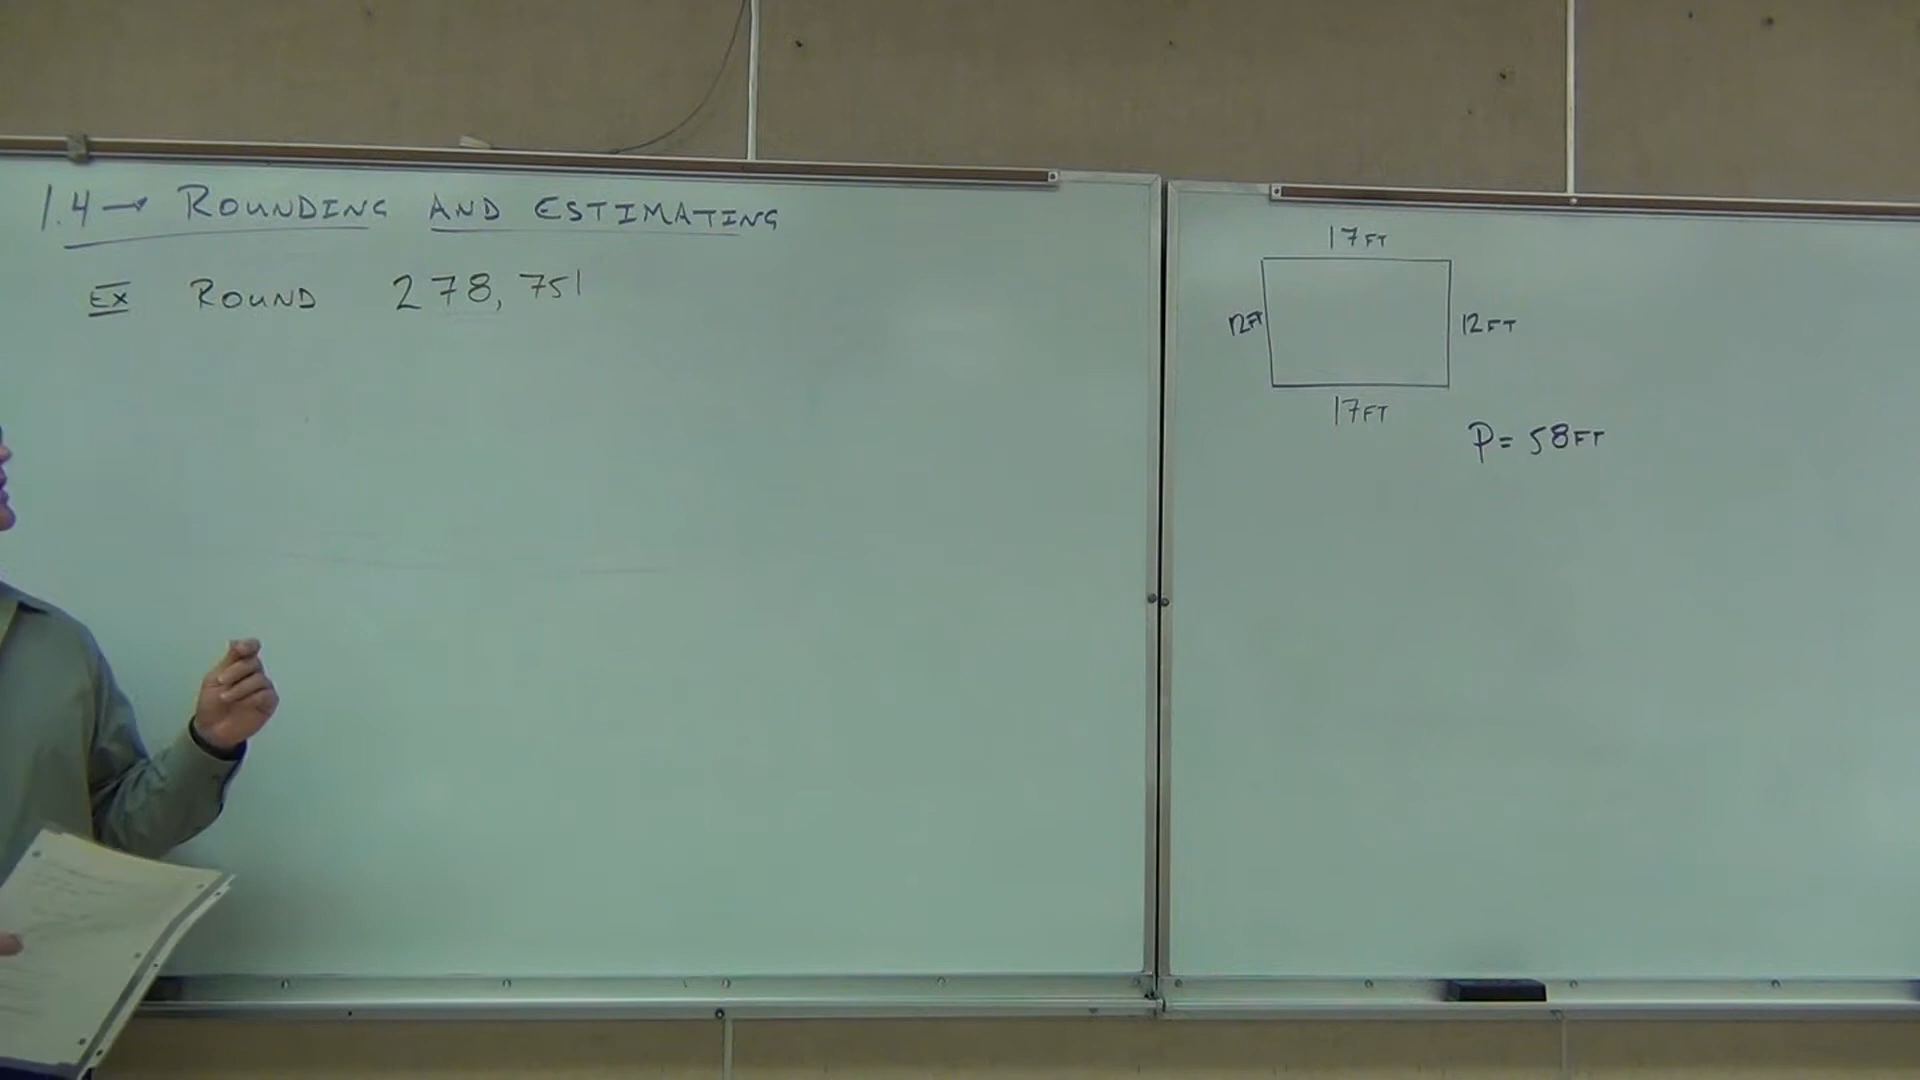 1.4 → ROUNDING AND ESTIMATING
EX ROUND 278,751
17FT
12FT
12FT
17FT
P= 58FT